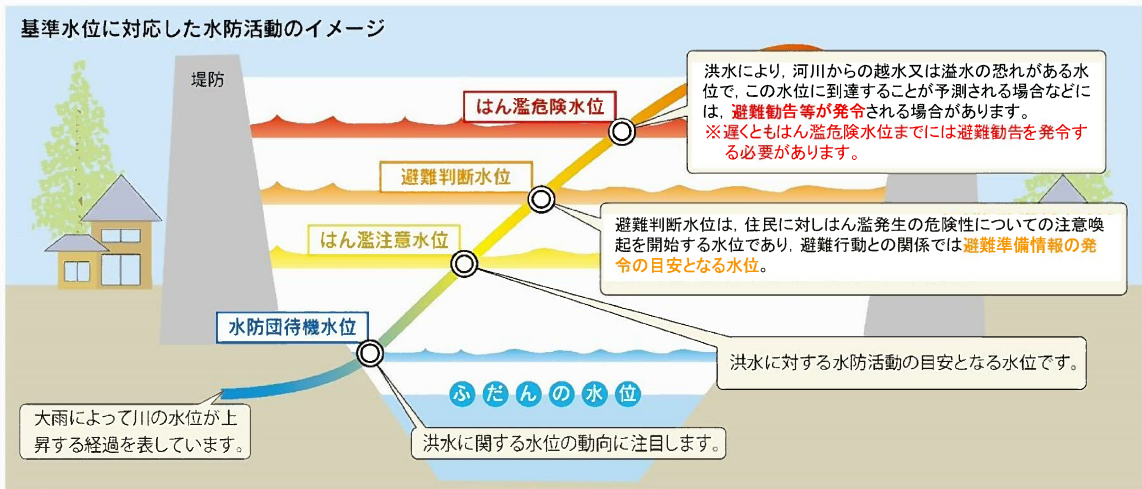 基準水位に対応した水防活動のイメージ
堤防
はん濫危険水位
洪水により，河川からの越水又は溢水の恐れがある水
位で，この水位に到達することが予測される場合などに
は，避難勧告等が発令される場合があります。
※遅くともはん濫危険水位までには避難勧告を発令す
る必要があります。
避難判断水位
避難判断水位は，住民に対しはん濫発生の危険性についての注意喚
起を開始する水位であり，避難行動との関係では避難準備情報の発
令の目安となる水位。
はん濫注意水位
洪水に対する水防活動の目安となる水位です。
水防団待機水位
ふだんの水位
大雨によって川の水位が上
昇する経過を表しています。
洪水に関する水位の動向に注目します。